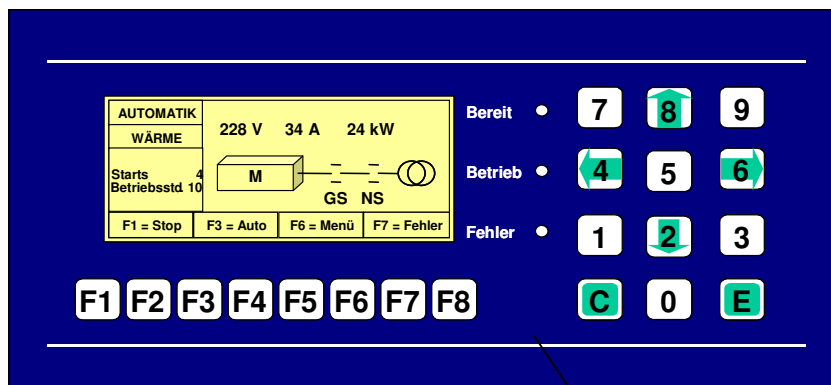 AUTOMATIK
WÄRME
228 V 34 A 24 kW
Starts 4
Betriebsstd. 10
M
GS NS
F1 = Stop F3 = Auto F6 = Menü F7 = Fehler
Bereit
Betrieb
Fehler
7 8 9
4 5 6
1 2 3
C 0 E
F1 F2 F3 F4 F5 F6 F7 F8